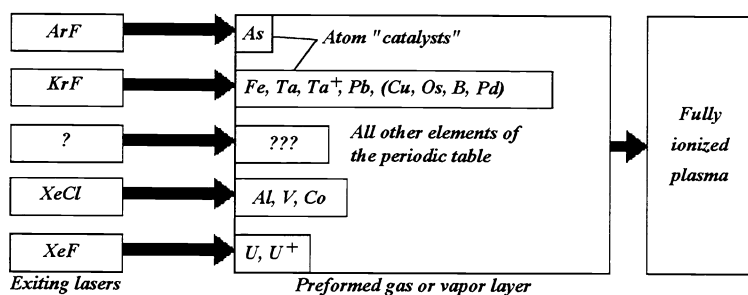 ArF
As
Atom "catalysts"
KrF
Fe, Ta, Ta⁺, Pb, (Cu, Os, B, Pd)
?
???
All other elements of
the periodic table
XeCl
Al, V, Co
XeF
U, U⁺
Exiting lasers
Preformed gas or vapor layer
Fully
ionized
plasma